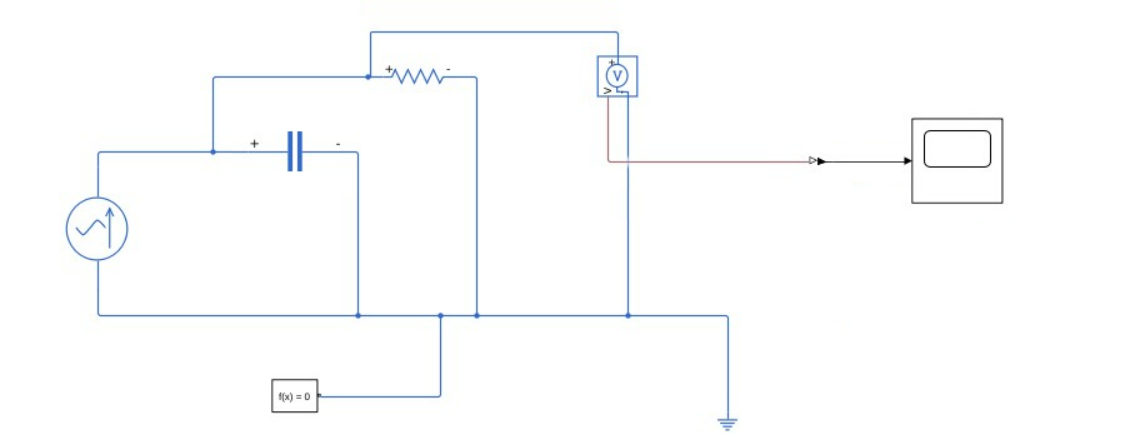 + -
+
V
V
+ -
f(x) = 0